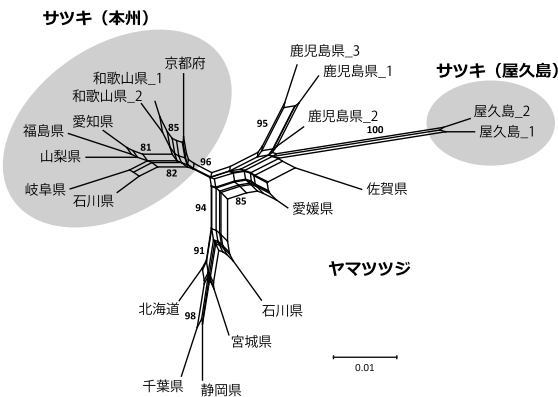 サツキ（本州）
京都府
和歌山県_1
和歌山県_2
愛知県
福島県
山梨県
岐阜県
石川県
85
81
82
96
鹿児島県_3
鹿児島県_1
鹿児島県_2
95
100
サツキ（屋久島）
屋久島_2
屋久島_1
佐賀県
愛媛県
85
94
91
ヤマツツジ
北海道
98
石川県
宮城県
千葉県
静岡県
0.01